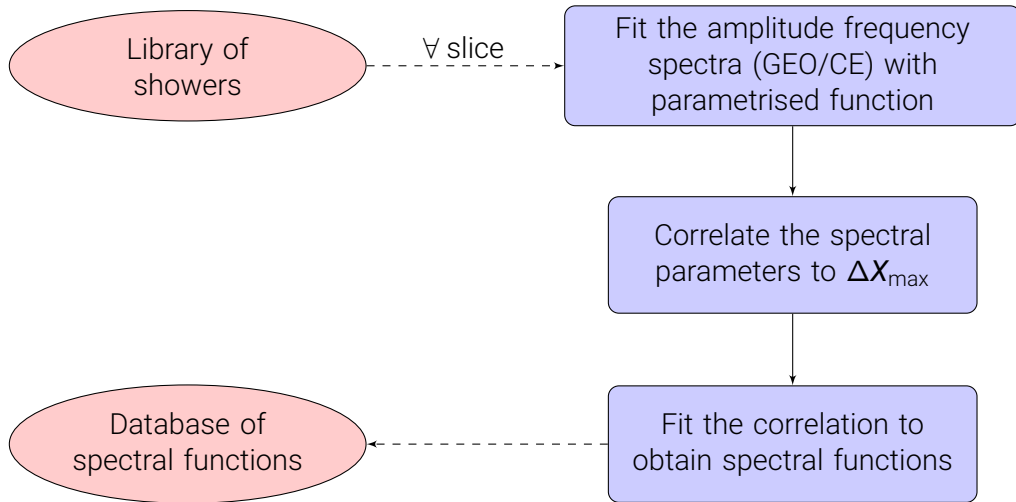 Library of
showers
∀ slice
Fit the amplitude frequency
spectra (GEO/CE) with
parametrised function
Correlate the spectral
parameters to ΔX_max
Fit the correlation to
obtain spectral functions
Database of
spectral functions